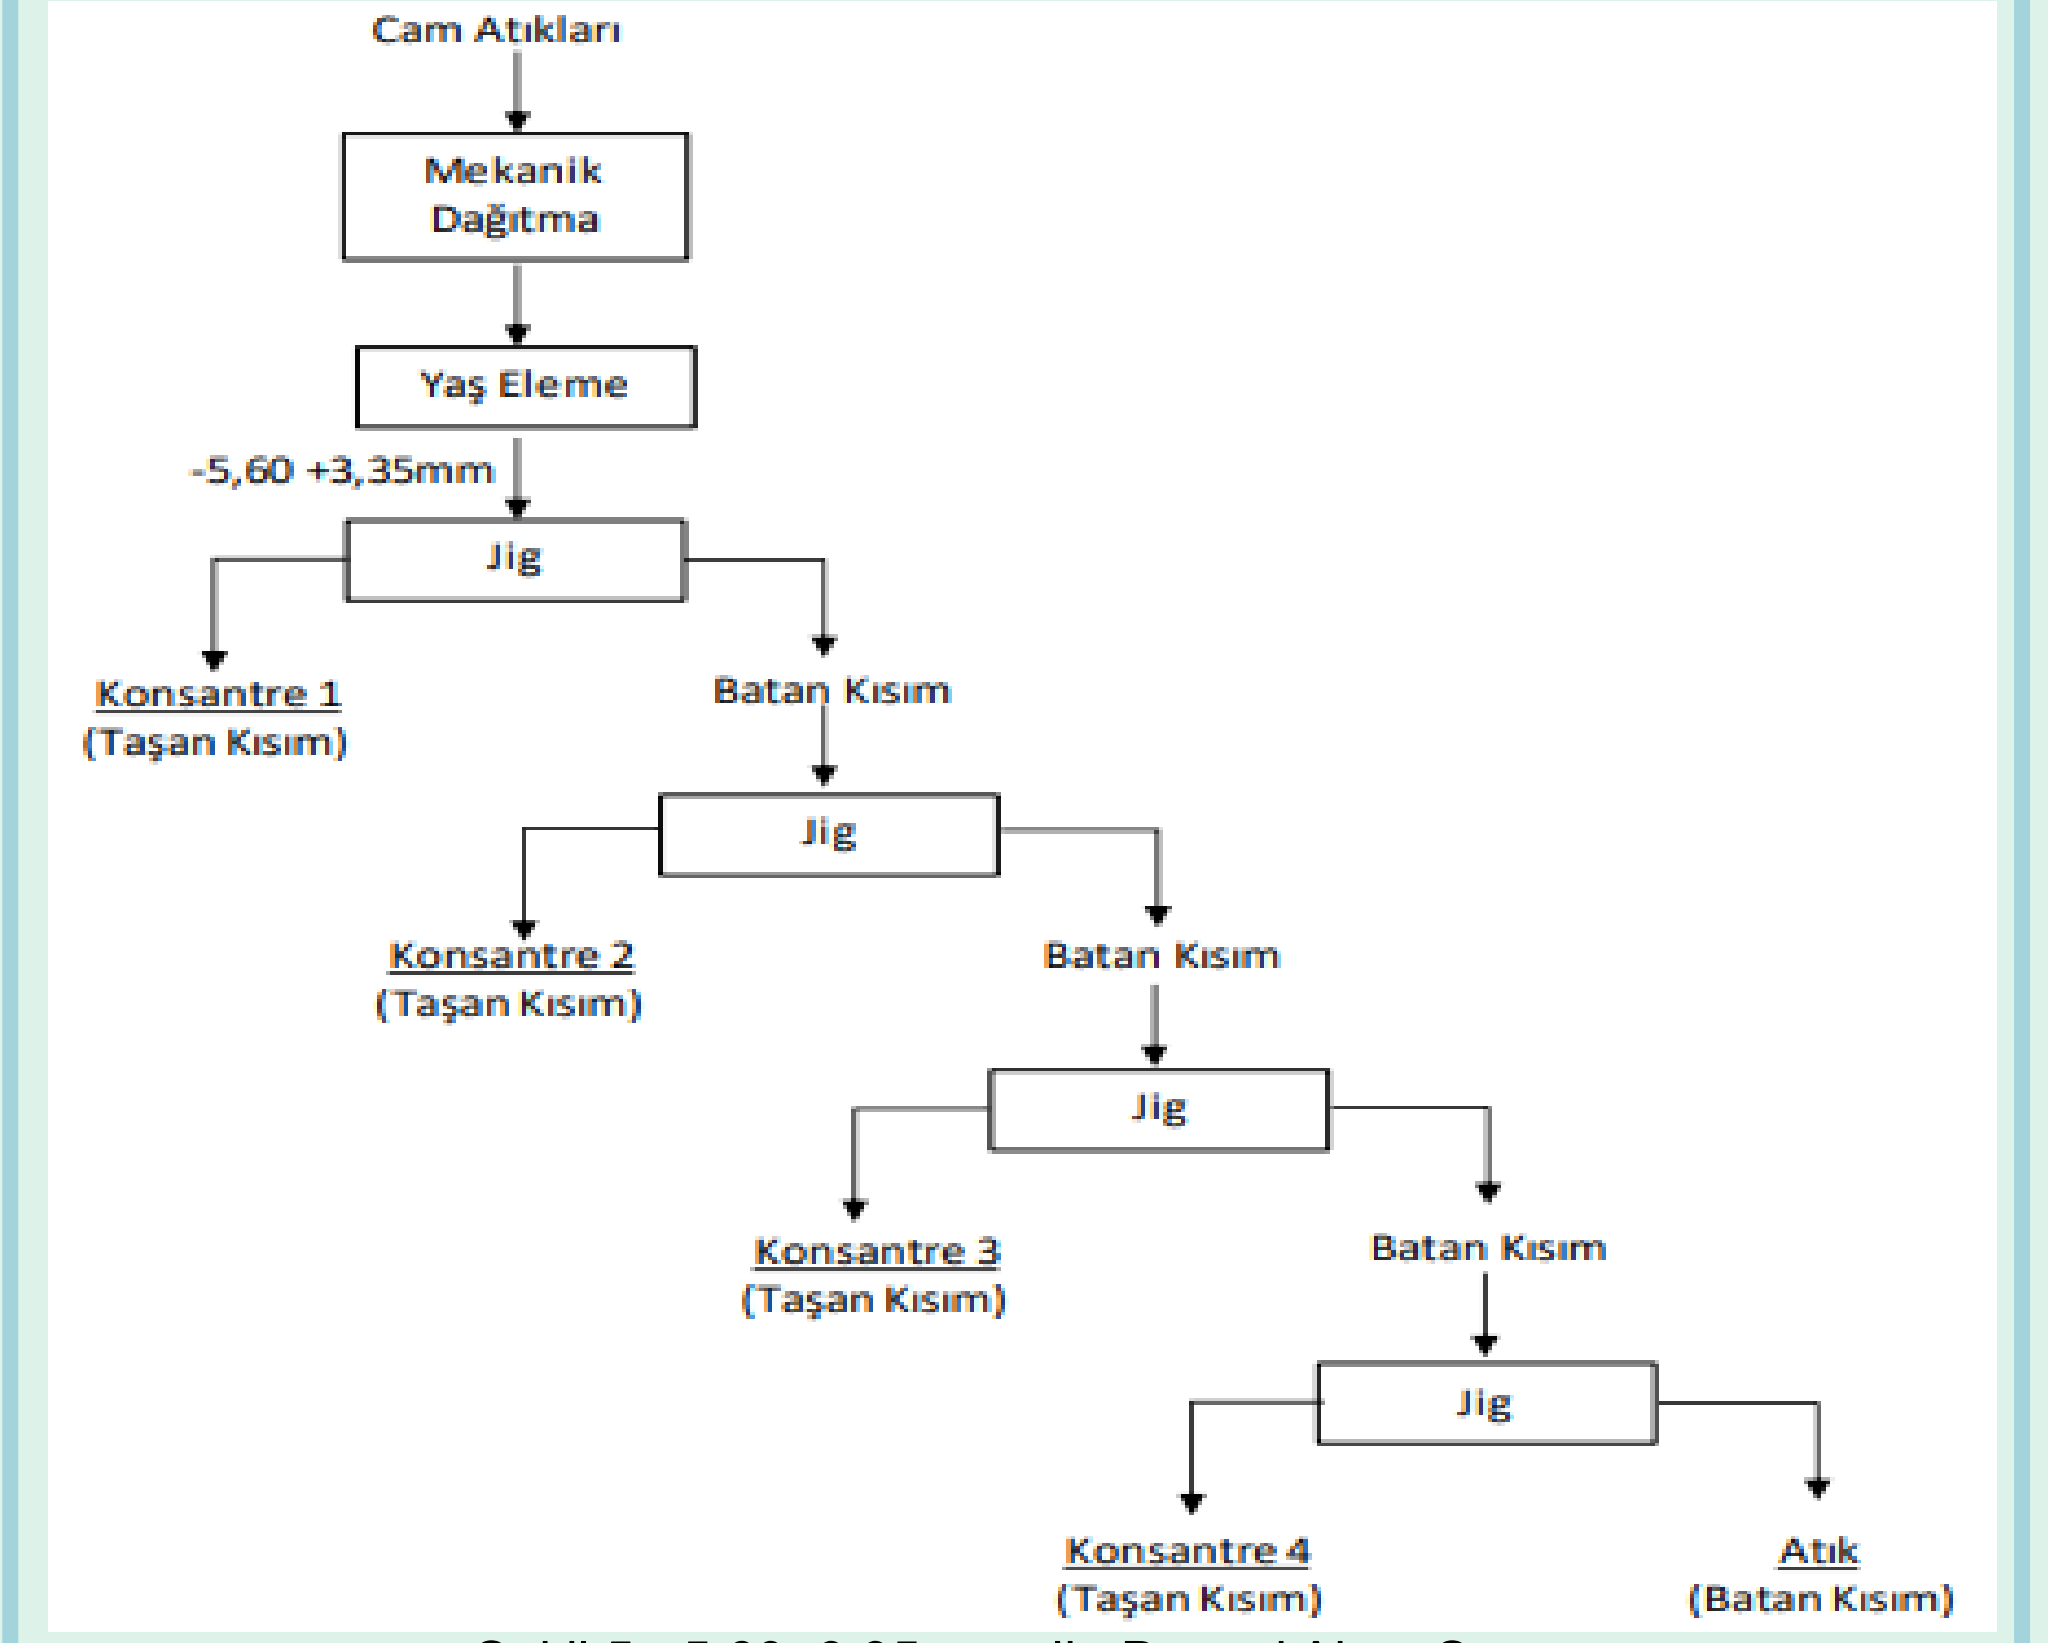 Cam Atıkları
Mekanik
Dağıtma
Yaş Eleme
-5,60 +3,35mm
Jig
Konsantre 1
(Taşan Kısım)
Batan Kısım
Jig
Konsantre 2
(Taşan Kısım)
Batan Kısım
Jig
Konsantre 3
(Taşan Kısım)
Batan Kısım
Jig
Konsantre 4
(Taşan Kısım)
Atık
(Batan Kısım)